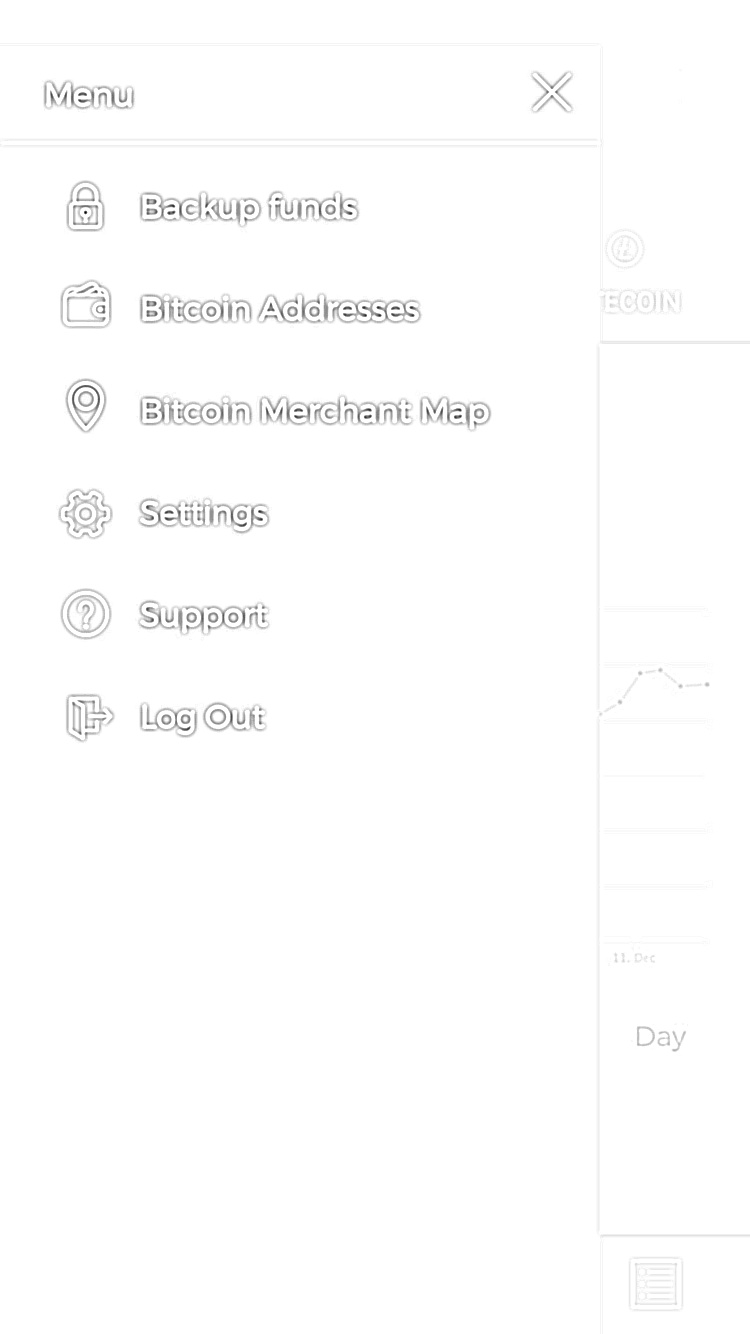 Menu
Backup funds
Bitcoin Addresses
ECOIN
Bitcoin Merchant Map
Settings
Support
Log Out
11. Dec
Day